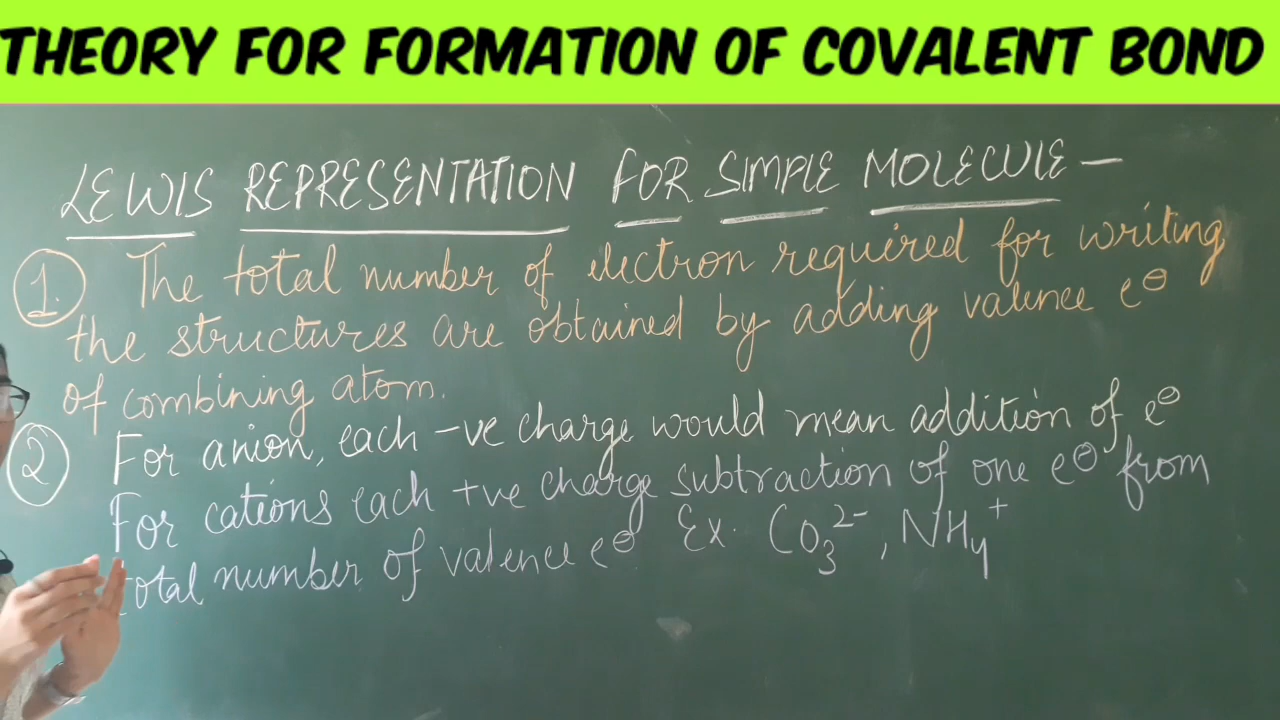 THEORY FOR FORMATION OF COVALENT BOND
LEWIS REPRESENTATION FOR SIMPLE MOLECULE –
1. The total number of electron required for writing
the structures are obtained by adding valence e⊖
of combining atom.
2 For anion, each -ve charge would mean addition of e⊖
For cations each +ve charge subtraction of one e⊖ from
total number of valence e⊖ Ex. CO₃²⁻, NH₄⁺